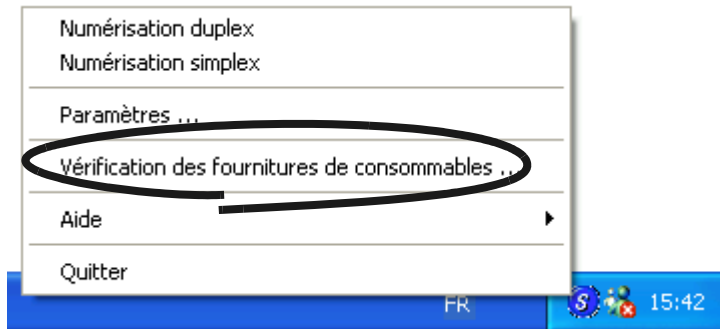 Numérisation duplex
Numérisation simplex
Paramètres ...
Vérification des fournitures de consommables ...
Aide
Quitter
FR
S
15:42